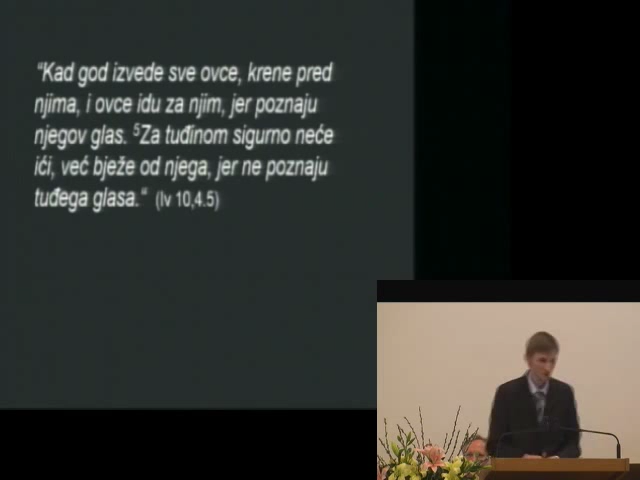 “Kad god izvede sve ovce, krene pred
njima, i ovce idu za njim, jer poznaju
njegov glas. ⁵Za tuđinom sigurno neće
ići, već bježe od njega, jer ne poznaju
tuđega glasa.“ (Iv 10,4.5)